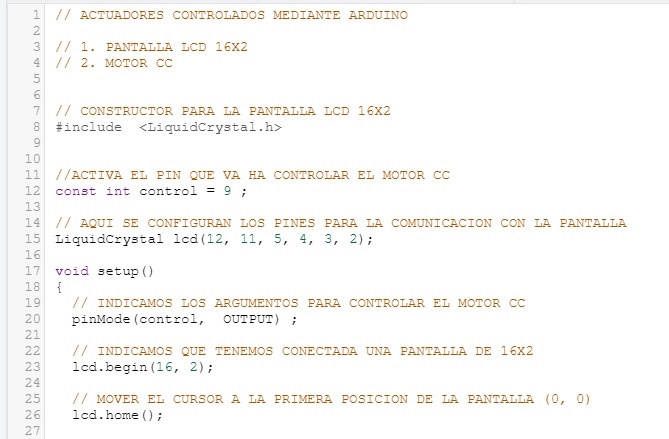 1 // ACTUADORES CONTROLADOS MEDIANTE ARDUINO
2
3 // 1. PANTALLA LCD 16X2
4 // 2. MOTOR CC
5
6
7 // CONSTRUCTOR PARA LA PANTALLA LCD 16X2
8 #include  <LiquidCrystal.h>
9
10
11 //ACTIVA EL PIN QUE VA HA CONTROLAR EL MOTOR CC
12 const int control = 9 ;
13
14 // AQUI SE CONFIGURAN LOS PINES PARA LA COMUNICACION CON LA PANTALLA
15 LiquidCrystal lcd(12, 11, 5, 4, 3, 2);
16
17 void setup()
18 {
19   // INDICAMOS LOS ARGUMENTOS PARA CONTROLAR EL MOTOR CC
20   pinMode(control,  OUTPUT) ;
21
22   // INDICAMOS QUE TENEMOS CONECTADA UNA PANTALLA DE 16X2
23   lcd.begin(16, 2);
24
25   // MOVER EL CURSOR A LA PRIMERA POSICION DE LA PANTALLA (0, 0)
26   lcd.home();
27